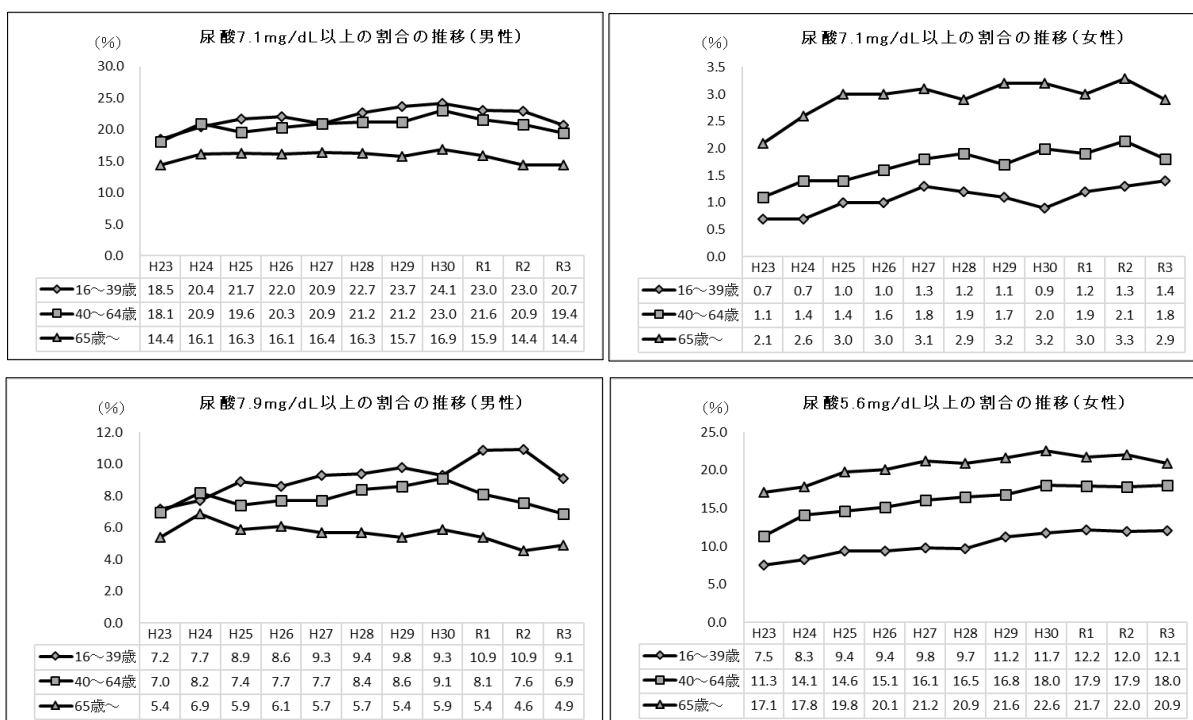 尿酸7.1mg/dL以上の割合の推移(男性)
(%)
30.0
25.0
20.0
15.0
10.0
5.0
0.0
H23 H24 H25 H26 H27 H28 H29 H30 R1 R2 R3
16～39歳 18.5 20.4 21.7 22.0 20.9 22.7 23.7 24.1 23.0 23.0 20.7
40～64歳 18.1 20.9 19.6 20.3 20.9 21.2 21.2 23.0 21.6 20.9 19.4
65歳～ 14.4 16.1 16.3 16.1 16.4 16.3 15.7 16.9 15.9 14.4 14.4
尿酸7.1mg/dL以上の割合の推移(女性)
(%)
3.5
3.0
2.5
2.0
1.5
1.0
0.5
0.0
H23 H24 H25 H26 H27 H28 H29 H30 R1 R2 R3
16～39歳 0.7 0.7 1.0 1.0 1.3 1.2 1.1 0.9 1.2 1.3 1.4
40～64歳 1.1 1.4 1.4 1.6 1.8 1.9 1.7 2.0 1.9 2.1 1.8
65歳～ 2.1 2.6 3.0 3.0 3.1 2.9 3.2 3.2 3.0 3.3 2.9
尿酸7.9mg/dL以上の割合の推移(男性)
(%)
12.0
10.0
8.0
6.0
4.0
2.0
0.0
H23 H24 H25 H26 H27 H28 H29 H30 R1 R2 R3
16～39歳 7.2 7.7 8.9 8.6 9.3 9.4 9.8 9.3 10.9 10.9 9.1
40～64歳 7.0 8.2 7.4 7.7 7.7 8.4 8.6 9.1 8.1 7.6 6.9
65歳～ 5.4 6.9 5.9 6.1 5.7 5.7 5.4 5.9 5.4 4.6 4.9
尿酸5.6mg/dL以上の割合の推移(女性)
(%)
25.0
20.0
15.0
10.0
5.0
0.0
H23 H24 H25 H26 H27 H28 H29 H30 R1 R2 R3
16～39歳 7.5 8.3 9.4 9.4 9.8 9.7 11.2 11.7 12.2 12.0 12.1
40～64歳 11.3 14.1 14.6 15.1 16.1 16.5 16.8 18.0 17.9 17.9 18.0
65歳～ 17.1 17.8 19.8 20.1 21.2 20.9 21.6 22.6 21.7 22.0 20.9